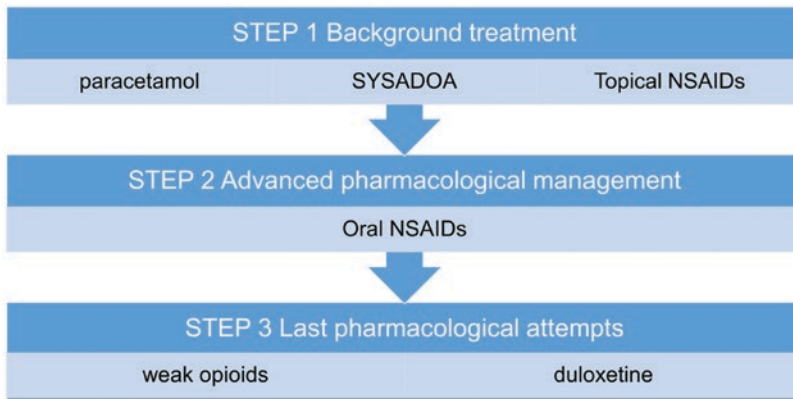 STEP 1 Background treatment
paracetamol SYSADOA Topical NSAIDs
STEP 2 Advanced pharmacological management
Oral NSAIDs
STEP 3 Last pharmacological attempts
weak opioids duloxetine